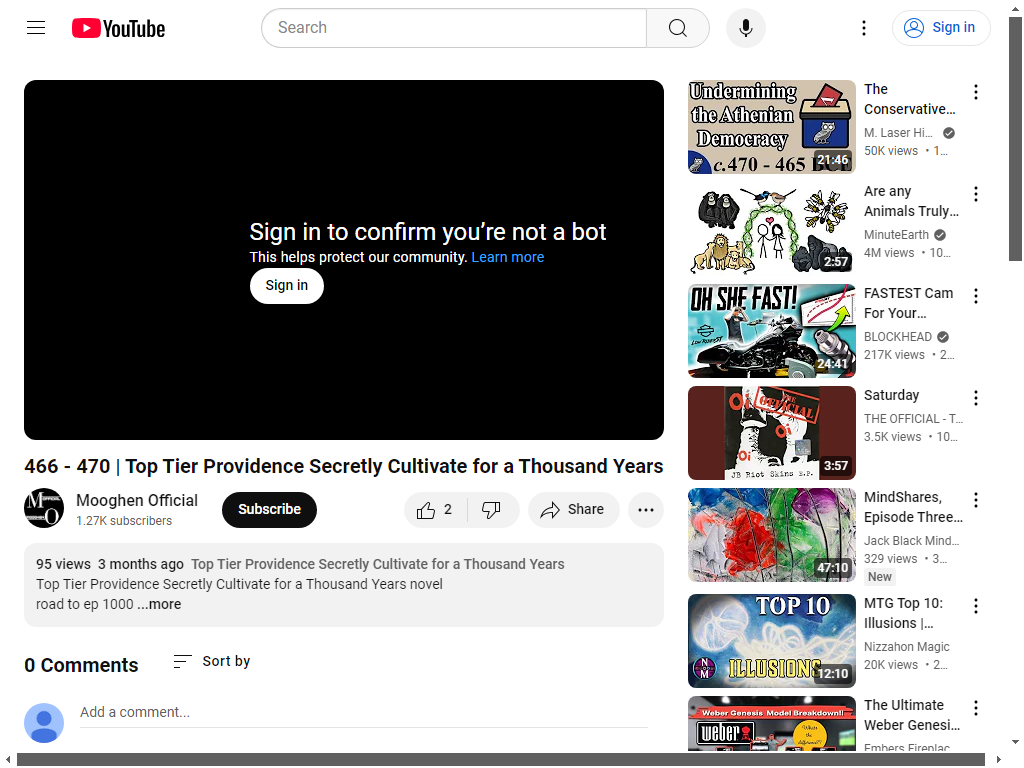 YouTube
Search
Sign in
Sign in to confirm you're not a bot
This helps protect our community. Learn more
Sign in
466 - 470 | Top Tier Providence Secretly Cultivate for a Thousand Years
Mooghen Official
1.27K subscribers
Subscribe
2
Share
95 views 3 months ago Top Tier Providence Secretly Cultivate for a Thousand Years
Top Tier Providence Secretly Cultivate for a Thousand Years novel
road to ep 1000 ...more
0 Comments
Sort by
Add a comment...
Undermining
the Athenian
Democracy
c.470 - 465 BCE
21:46
The
Conservative...
M. Laser Hi...
50K views • 1...
2:57
Are any
Animals Truly...
MinuteEarth
4M views • 10...
OH SHE FAST!
24:41
FASTEST Cam
For Your...
BLOCKHEAD
217K views • 2...
Oi
THE
OFFICIAL
Oi
Oi
JB Riot Skins E.P.
3:57
Saturday
THE OFFICIAL - T...
3.5K views • 10...
47:10
MindShares,
Episode Three...
Jack Black Mind...
329 views • 3...
New
TOP 10
ILLUSIONS
N
M
12:10
MTG Top 10:
Illusions |...
Nizzahon Magic
20K views • 2...
Weber Genesis Model Breakdown!!
weber
What's
the difference!?
The Ultimate
Weber Genesi...
Embers Fireplac...